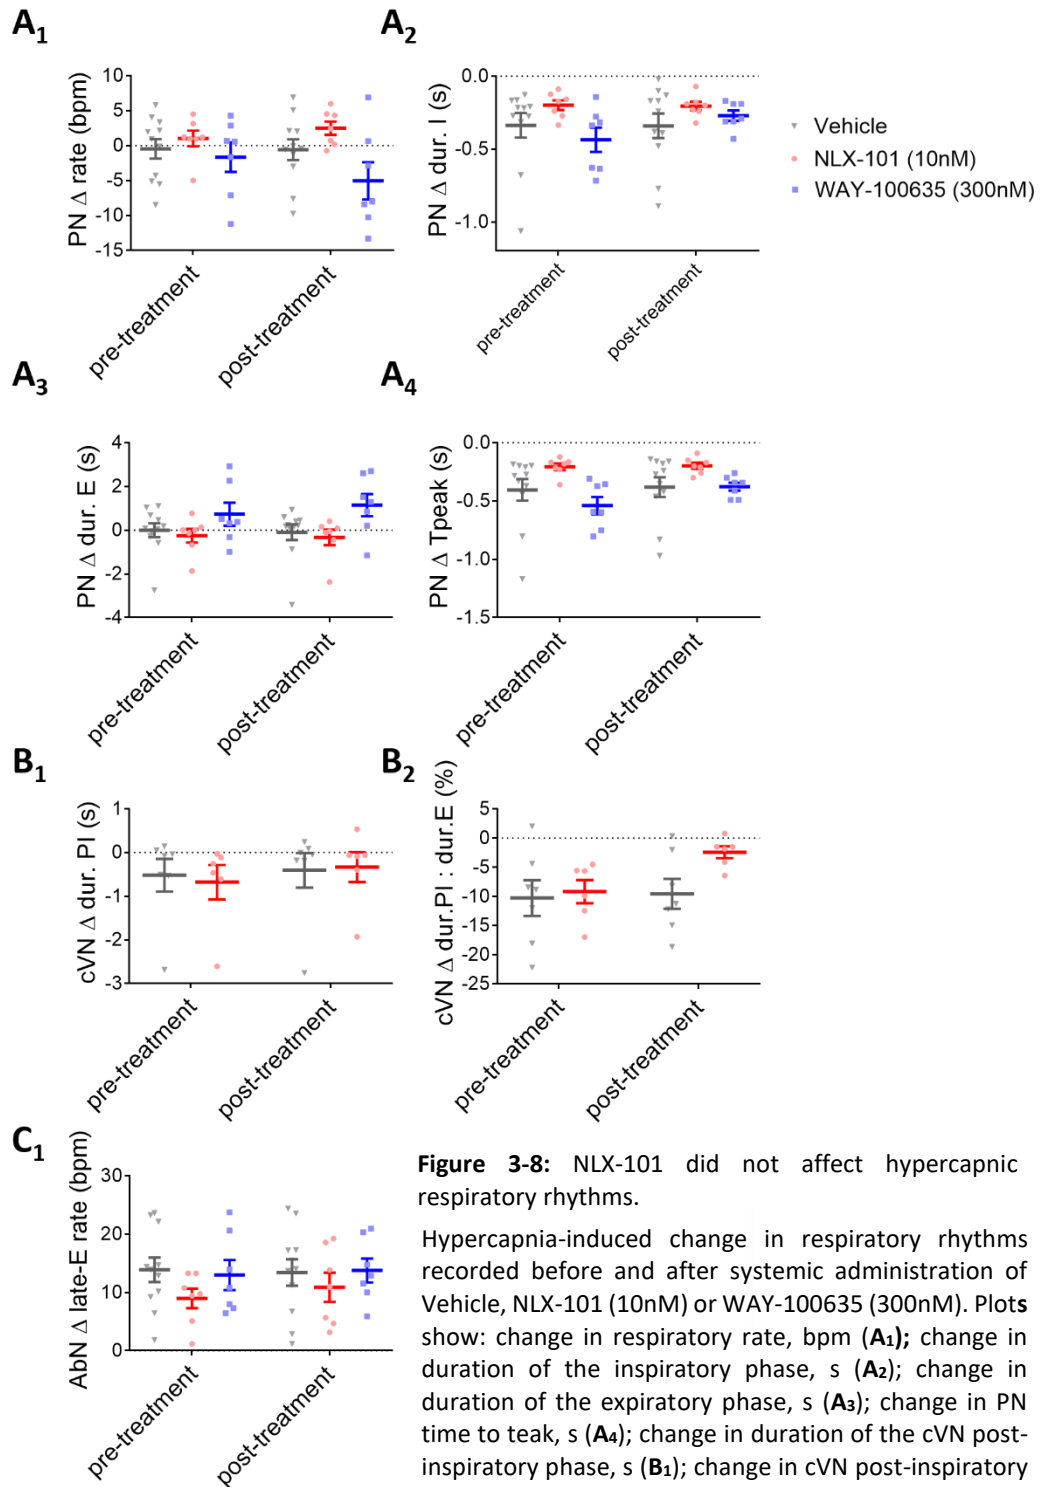 A1
A2
10
5
0
-5
-10
-15
PN Δ rate (bpm)
pre-treatment
post-treatment
0.0
-0.5
-1.0
PN Δ dur. I (s)
pre-treatment
post-treatment
Vehicle
NLX-101 (10nM)
WAY-100635 (300nM)
A3
A4
4
2
0
-2
-4
PN Δ dur. E (s)
pre-treatment
post-treatment
0.0
-0.5
-1.0
-1.5
PN Δ Tpeak (s)
pre-treatment
post-treatment
B1
B2
1
0
-1
-2
-3
cVN Δ dur. PI (s)
pre-treatment
post-treatment
5
0
-5
-10
-15
-20
-25
cVN Δ dur.PI : dur.E (%)
pre-treatment
post-treatment
C1
30
20
10
0
AbN Δ late-E rate (bpm)
pre-treatment
post-treatment
Figure 3-8: NLX-101 did not affect hypercapnic
respiratory rhythms.
Hypercapnia-induced change in respiratory rhythms
recorded before and after systemic administration of
Vehicle, NLX-101 (10nM) or WAY-100635 (300nM). Plots
show: change in respiratory rate, bpm (A1); change in
duration of the inspiratory phase, s (A2); change in
duration of the expiratory phase, s (A3); change in PN
time to teak, s (A4); change in duration of the cVN post-
inspiratory phase, s (B1); change in cVN post-inspiratory